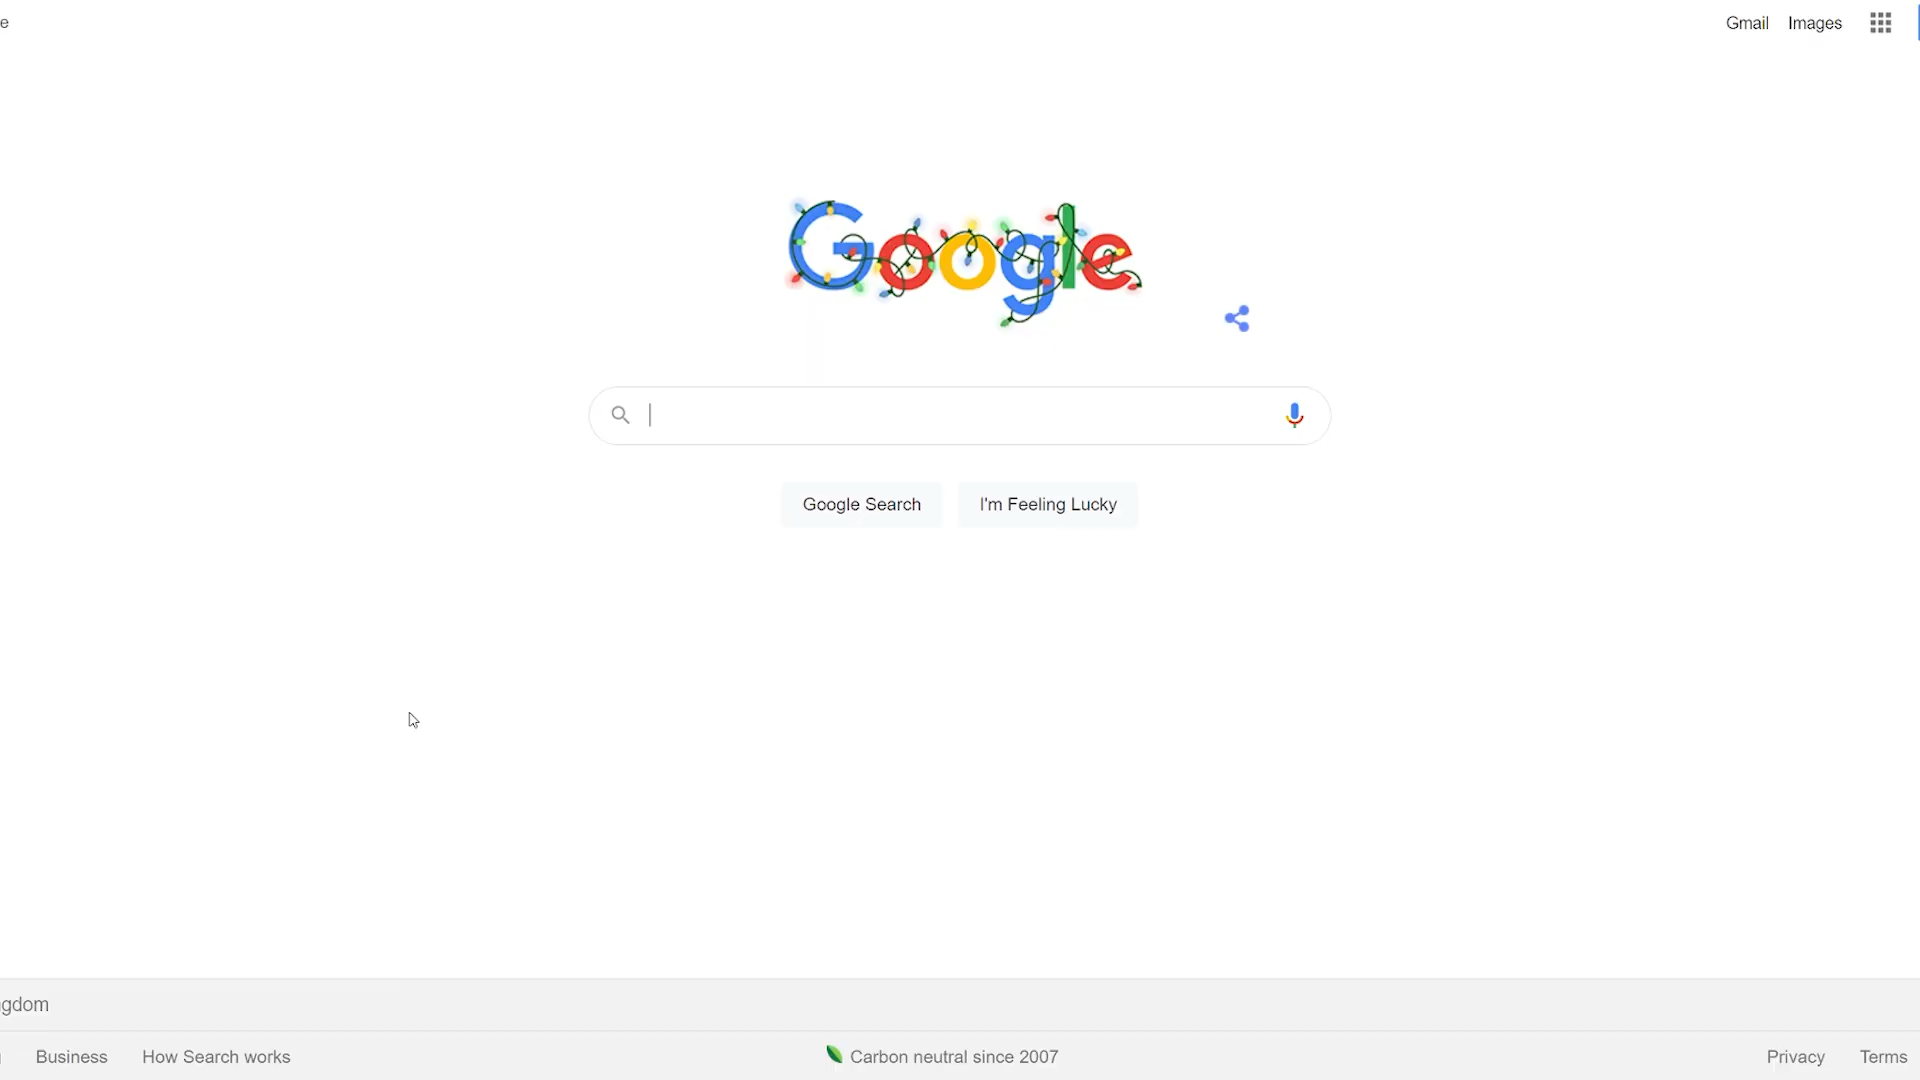 e
Gmail Images
Google
Google Search I'm Feeling Lucky
gdom
Business How Search works Carbon neutral since 2007 Privacy Terms